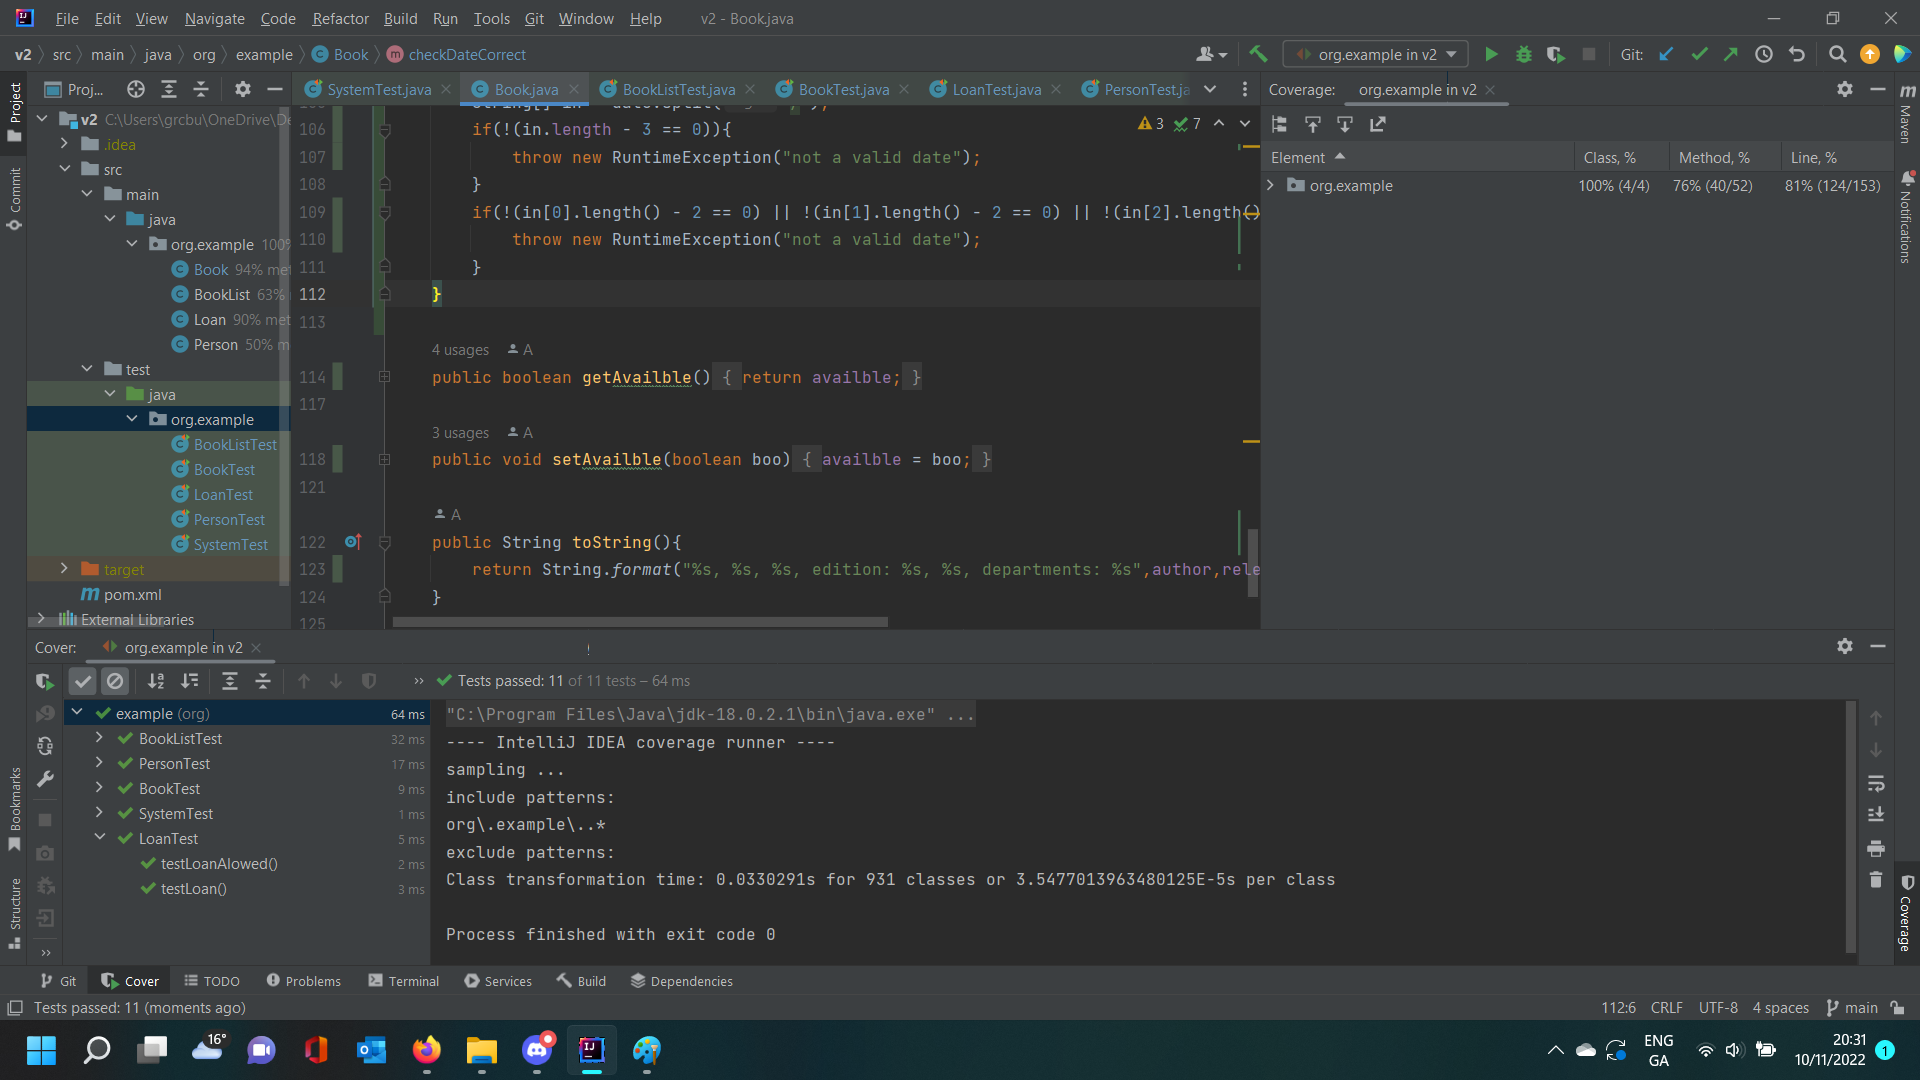 File Edit View Navigate Code Refactor Build Run Tools Git Window Help v2 - Book.java
v2 src main java org example Book checkDateCorrect
org.example in v2
Git:
Project
Commit
Bookmarks
Structure
Proj...
v2 C:\Users\grcbu\OneDrive\De
.idea
src
main
java
org.example 100%
Book 94% met
BookList 63%
Loan 90% met
Person 50% m
test
java
org.example
BookListTest
BookTest
LoanTest
PersonTest
SystemTest
target
pom.xml
External Libraries
SystemTest.java Book.java BookListTest.java BookTest.java LoanTest.java PersonTest.ja
3 7
106 if(!(in.length - 3 == 0)){
107 throw new RuntimeException("not a valid date");
108 }
109 if(!(in[0].length() - 2 == 0) || !(in[1].length() - 2 == 0) || !(in[2].length()
110 throw new RuntimeException("not a valid date");
111 }
112 }
113
4 usages A
114 public boolean getAvailble() { return availble; }
117
3 usages A
118 public void setAvailble(boolean boo) { availble = boo; }
121
A
122 public String toString(){
123 return String.format("%s, %s, %s, edition: %s, %s, departments: %s",author,rele
124 }
125
Coverage: org.example in v2
Element Class, % Method, % Line, %
org.example 100% (4/4) 76% (40/52) 81% (124/153)
Maven
Notifications
Coverage
Cover: org.example in v2
Tests passed: 11 of 11 tests – 64 ms
example (org) 64 ms
BookListTest 32 ms
PersonTest 17 ms
BookTest 9 ms
SystemTest 1 ms
LoanTest 5 ms
testLoanAlowed() 2 ms
testLoan() 3 ms
"C:\Program Files\Java\jdk-18.0.2.1\bin\java.exe" ...
---- IntelliJ IDEA coverage runner ----
sampling ...
include patterns:
org\.example\..*
exclude patterns:
Class transformation time: 0.0330291s for 931 classes or 3.5477013963480125E-5s per class
Process finished with exit code 0
Git Cover TODO Problems Terminal Services Build Dependencies
Tests passed: 11 (moments ago)
112:6 CRLF UTF-8 4 spaces main
16°
ENG
GA
20:31
10/11/2022
1